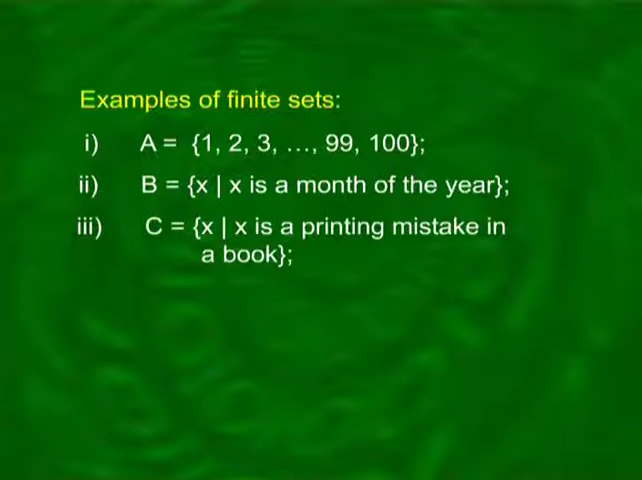 Examples of finite sets:
i) A = {1, 2, 3, ..., 99, 100};
ii) B = {x | x is a month of the year};
iii) C = {x | x is a printing mistake in
a book};